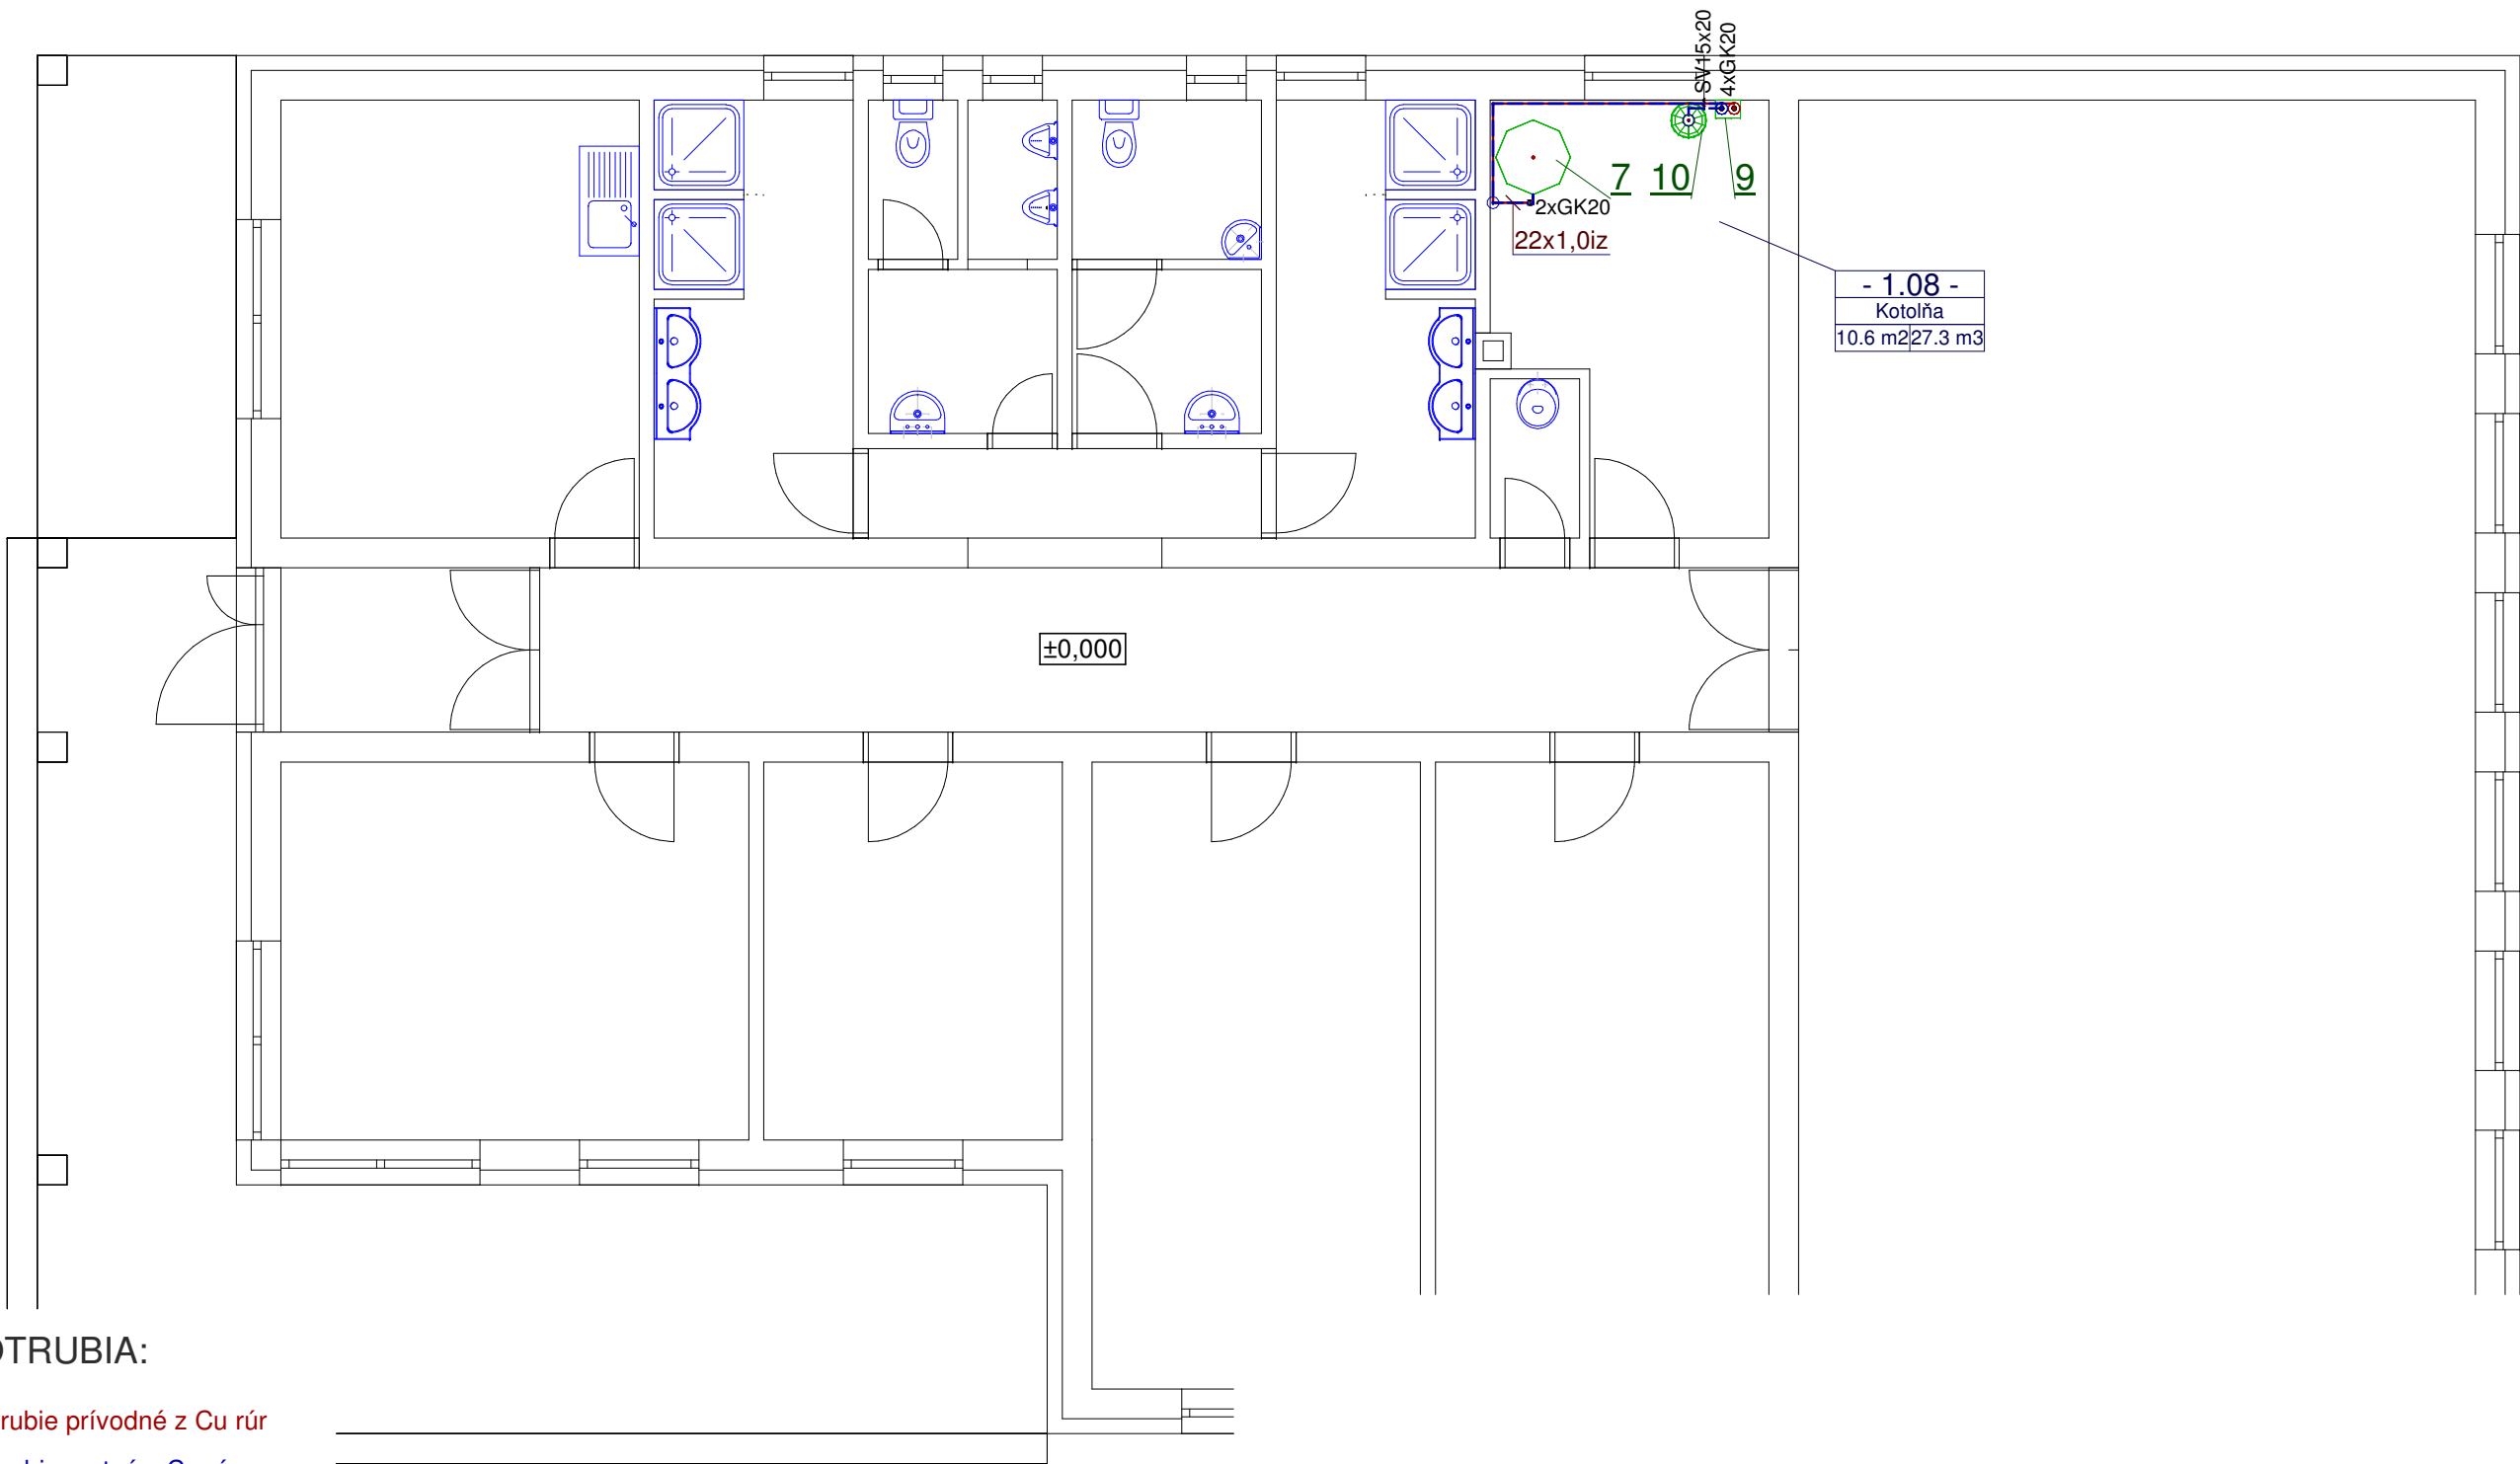 SV15x20
4xGK20
7 10 9
2xGK20
22x1,0iz
- 1.08 -
Kotolňa
10.6 m2 27.3 m3
±0,000
OTRUBIA:
rubie prívodné z Cu rúr